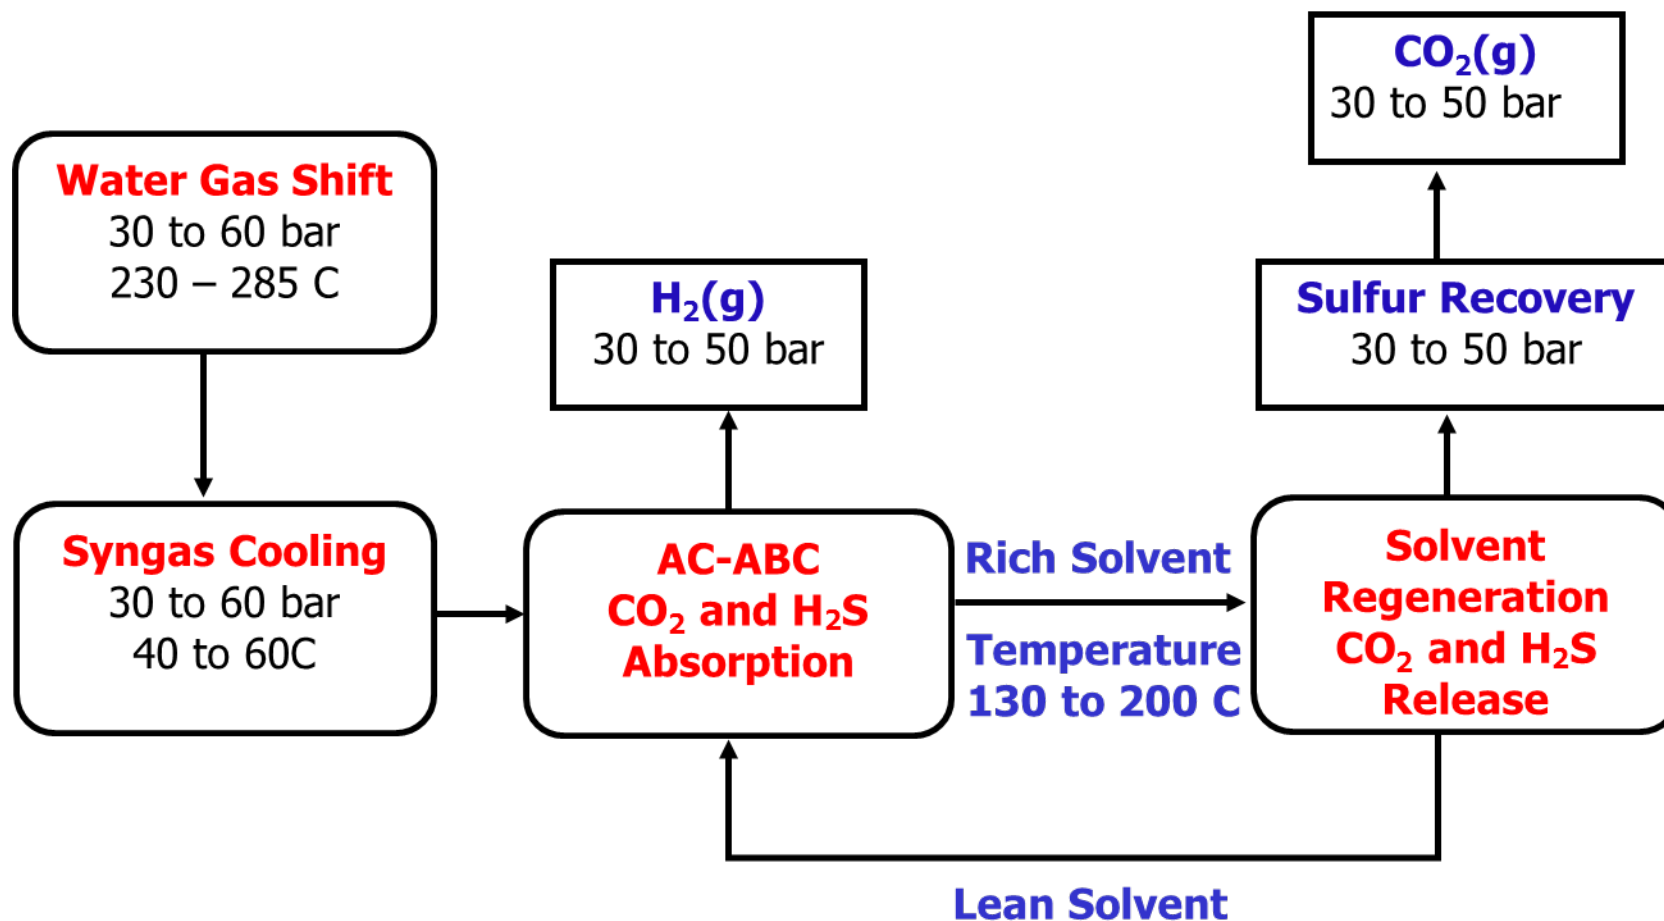 Water Gas Shift
30 to 60 bar
230 – 285 C
Syngas Cooling
30 to 60 bar
40 to 60C
H₂(g)
30 to 50 bar
AC-ABC
CO₂ and H₂S
Absorption
Rich Solvent
Temperature
130 to 200 C
CO₂(g)
30 to 50 bar
Sulfur Recovery
30 to 50 bar
Solvent
Regeneration
CO₂ and H₂S
Release
Lean Solvent